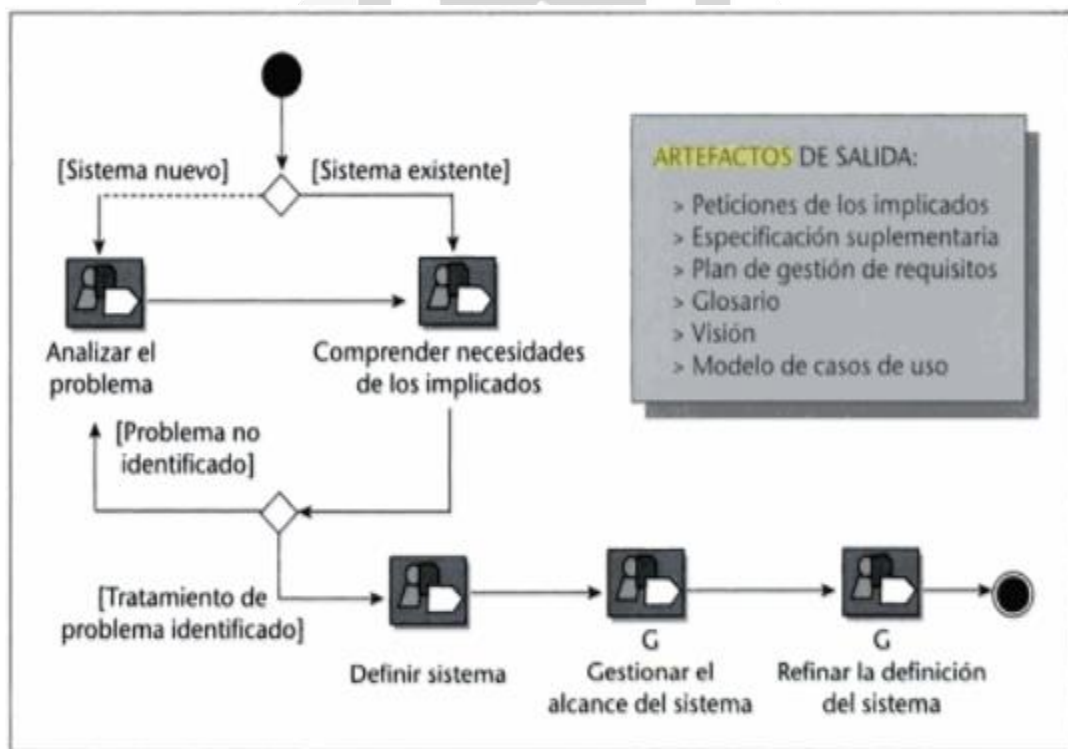 [Sistema nuevo]
[Sistema existente]
ARTEFACTOS DE SALIDA:
> Peticiones de los implicados
> Especificación suplementaria
> Plan de gestión de requisitos
> Glosario
> Visión
> Modelo de casos de uso
Analizar el
problema
Comprender necesidades
de los implicados
[Problema no
identificado]
[Tratamiento de
problema identificado]
Definir sistema
G
Gestionar el
alcance del sistema
G
Refinar la definición
del sistema